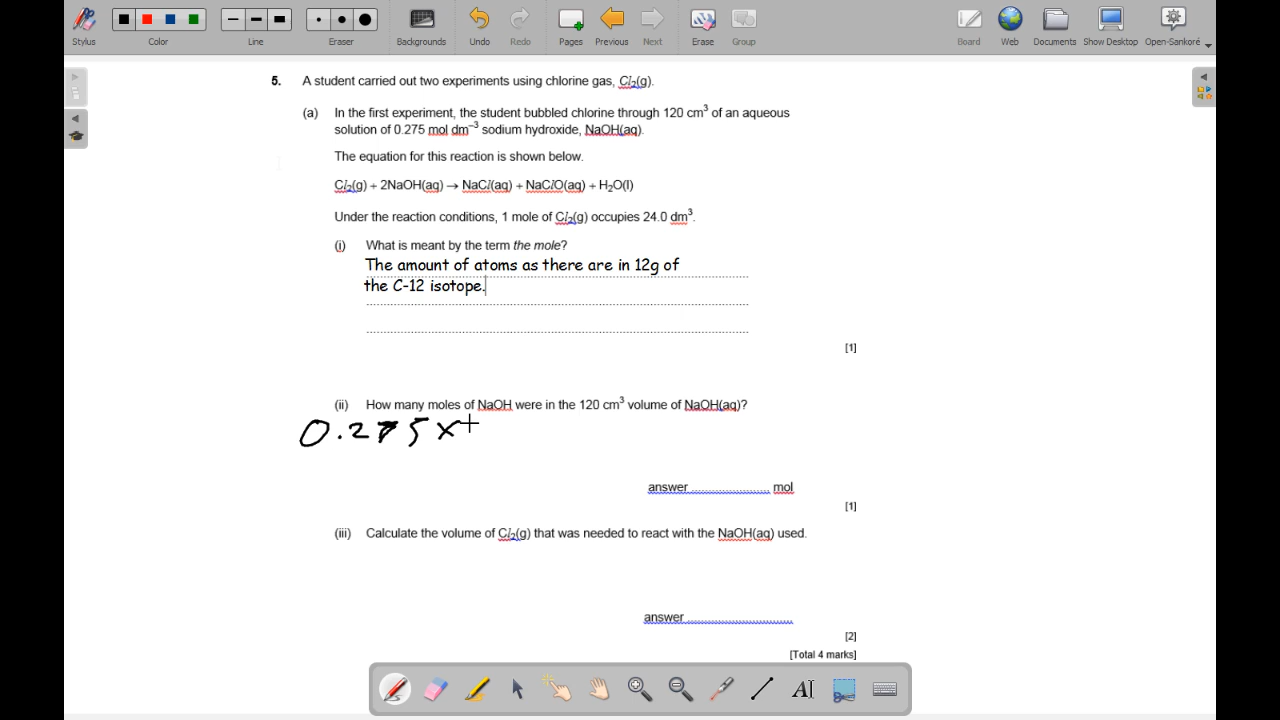 Stylus Color Line Eraser Backgrounds Undo Redo Pages Previous Next Erase Group Board Web Documents Show Desktop Open-Sankoré
5. A student carried out two experiments using chlorine gas, Cl₂(g).
(a) In the first experiment, the student bubbled chlorine through 120 cm³ of an aqueous
solution of 0.275 mol dm⁻³ sodium hydroxide, NaOH(aq).
The equation for this reaction is shown below.
Cl₂(g) + 2NaOH(aq) → NaCl(aq) + NaClO(aq) + H₂O(l)
Under the reaction conditions, 1 mole of Cl₂(g) occupies 24.0 dm³.
(i) What is meant by the term the mole?
The amount of atoms as there are in 12g of
the C-12 isotope.
[1]
(ii) How many moles of NaOH were in the 120 cm³ volume of NaOH(aq)?
0.275 x
answer ........................ mol
[1]
(iii) Calculate the volume of Cl₂(g) that was needed to react with the NaOH(aq) used.
answer ................................
[2]
[Total 4 marks]